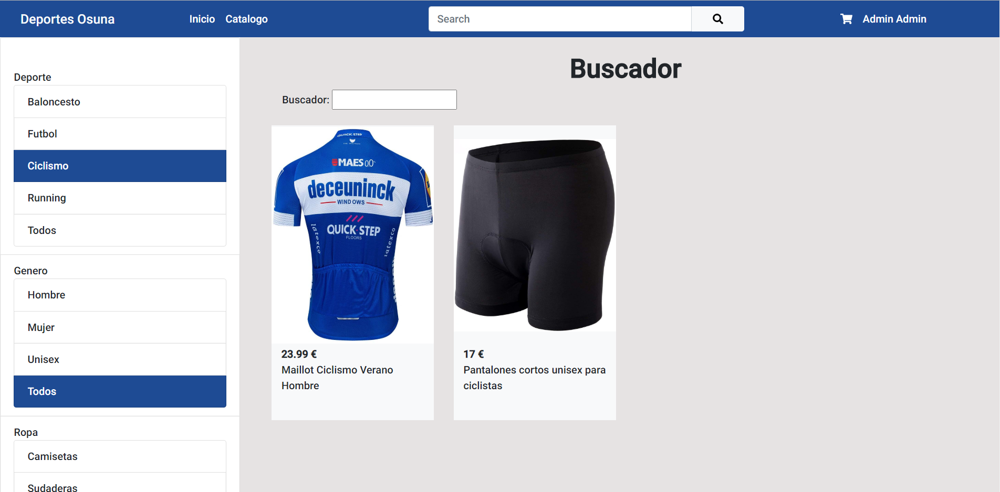 Deportes Osuna
Inicio
Catalogo
Search
Admin Admin
Deporte
Baloncesto
Futbol
Ciclismo
Running
Todos
Genero
Hombre
Mujer
Unisex
Todos
Ropa
Camisetas
Sudaderas
Buscador
Buscador:
QUICK STEP
MAES 0.0
deceuninck
WINDOWS
QUICK-STEP
FLOORS
latexco
latexco
23.99 €
Maillot Ciclismo Verano
Hombre
17 €
Pantalones cortos unisex para
ciclistas